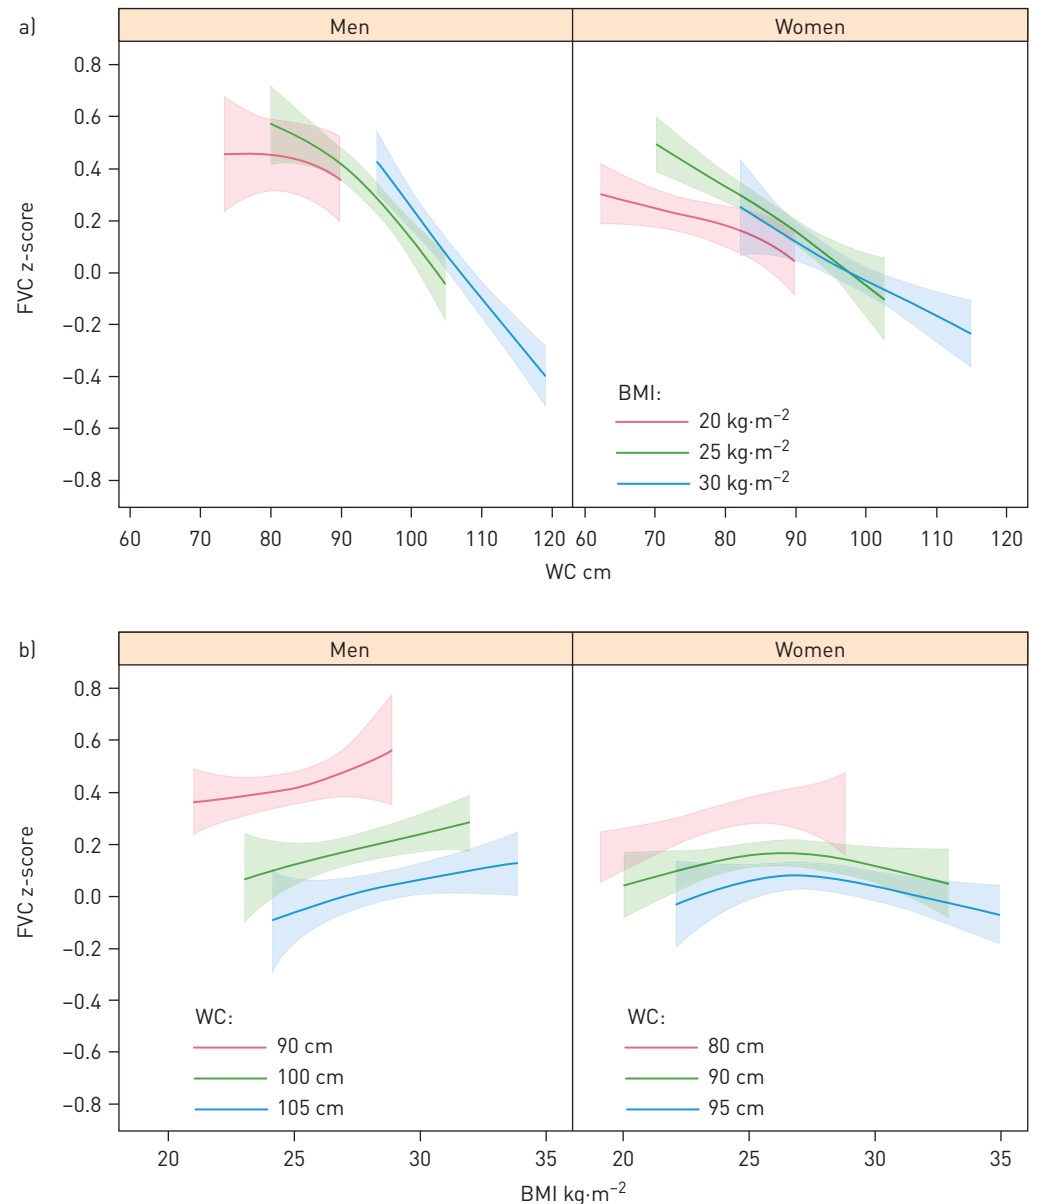 a)
Men Women
FVC z-score
0.8
0.6
0.4
0.2
0.0
–0.2
–0.4
–0.6
–0.8
BMI:
20 kg·m⁻²
25 kg·m⁻²
30 kg·m⁻²
60 70 80 90 100 110 120 60 70 80 90 100 110 120
WC cm
b)
Men Women
FVC z-score
0.8
0.6
0.4
0.2
0.0
–0.2
–0.4
–0.6
–0.8
WC:
90 cm
100 cm
105 cm
WC:
80 cm
90 cm
95 cm
20 25 30 35 20 25 30 35
BMI kg·m⁻²